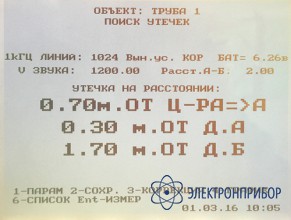 ОБЪЕКТ: ТРУБА 1
ПОИСК УТЕЧЕК
1кГЦ ЛИНИЙ: 1024 Вын.ус. КОР БАТ= 6.26в
V ЗВУКА: 1200.00 Расст.А-Б. 2.00
УТЕЧКА НА РАССТОЯНИИ:
0.70м.ОТ Ц-РА=>А
0.30 м.ОТ Д.А
1.70 м.ОТ Д.Б
1-ПАРАМ 2-СОХР.
ЭЛЕКТРОНПРИБОР
6-СПИСОК Ent-ИЗМЕР
01.03.16 10:05